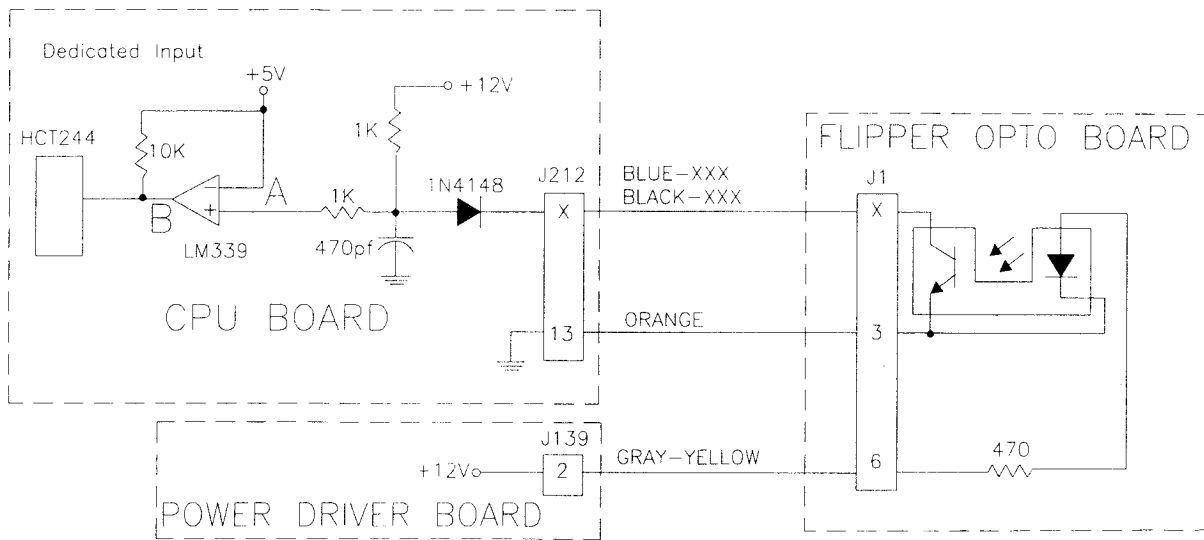 Dedicated Input
+5V
+12V
HCT244
10K
1K
A
B
−
+
LM339
1K
470pf
1N4148
J212
X
13
CPU BOARD
BLUE-XXX
BLACK-XXX
ORANGE
FLIPPER OPTO BOARD
J1
X
3
6
470
J139
+12V
2
GRAY-YELLOW
POWER DRIVER BOARD